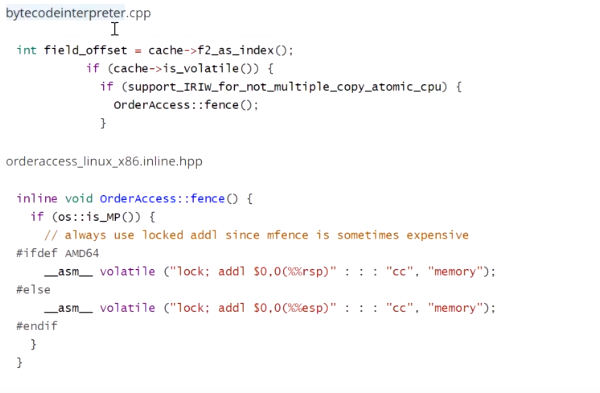 bytecodeinterpreter.cpp
int field_offset = cache->f2_as_index();
if (cache->is_volatile()) {
if (support_IRIW_for_not_multiple_copy_atomic_cpu) {
OrderAccess::fence();
}
orderaccess_linux_x86.inline.hpp
inline void OrderAccess::fence() {
if (os::is_MP()) {
// always use locked addl since mfence is sometimes expensive
#ifdef AMD64
__asm__ volatile ("lock; addl $0,0(%%rsp)" : : : "cc", "memory");
#else
__asm__ volatile ("lock; addl $0,0(%%esp)" : : : "cc", "memory");
#endif
}
}